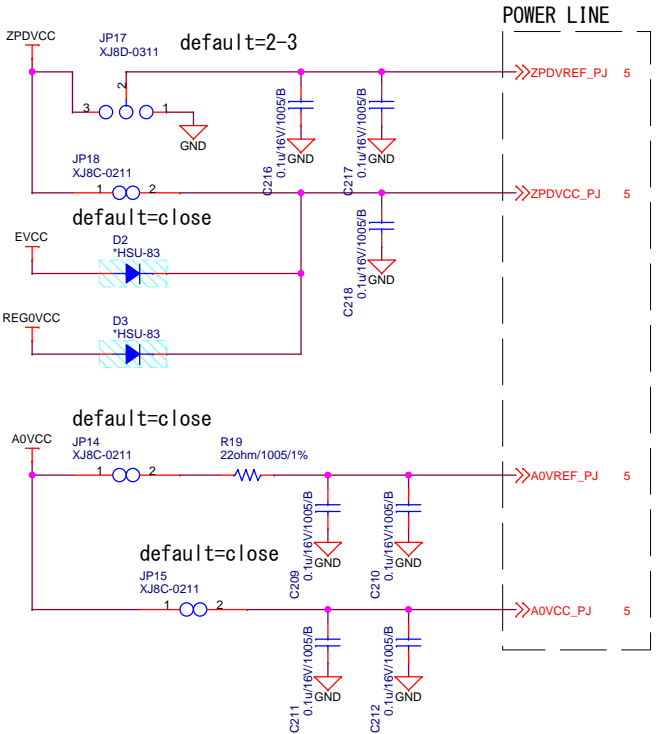 POWER LINE
ZPDVCC
JP17
XJ8D-0311
default=2-3
ZPDVREF_PJ 5
2
3
1
GND
C216
0.1u/16V/1005/B
GND
C217
0.1u/16V/1005/B
GND
JP18
XJ8C-0211
1
2
ZPDVCC_PJ 5
default=close
EVCC
D2
*HSU-83
C218
0.1u/16V/1005/B
GND
REG0VCC
D3
*HSU-83
default=close
A0VCC
JP14
XJ8C-0211
1
2
R19
22ohm/1005/1%
A0VREF_PJ 5
C209
0.1u/16V/1005/B
GND
C210
0.1u/16V/1005/B
GND
default=close
JP15
XJ8C-0211
1
2
A0VCC_PJ 5
C211
0.1u/16V/1005/B
GND
C212
0.1u/16V/1005/B
GND